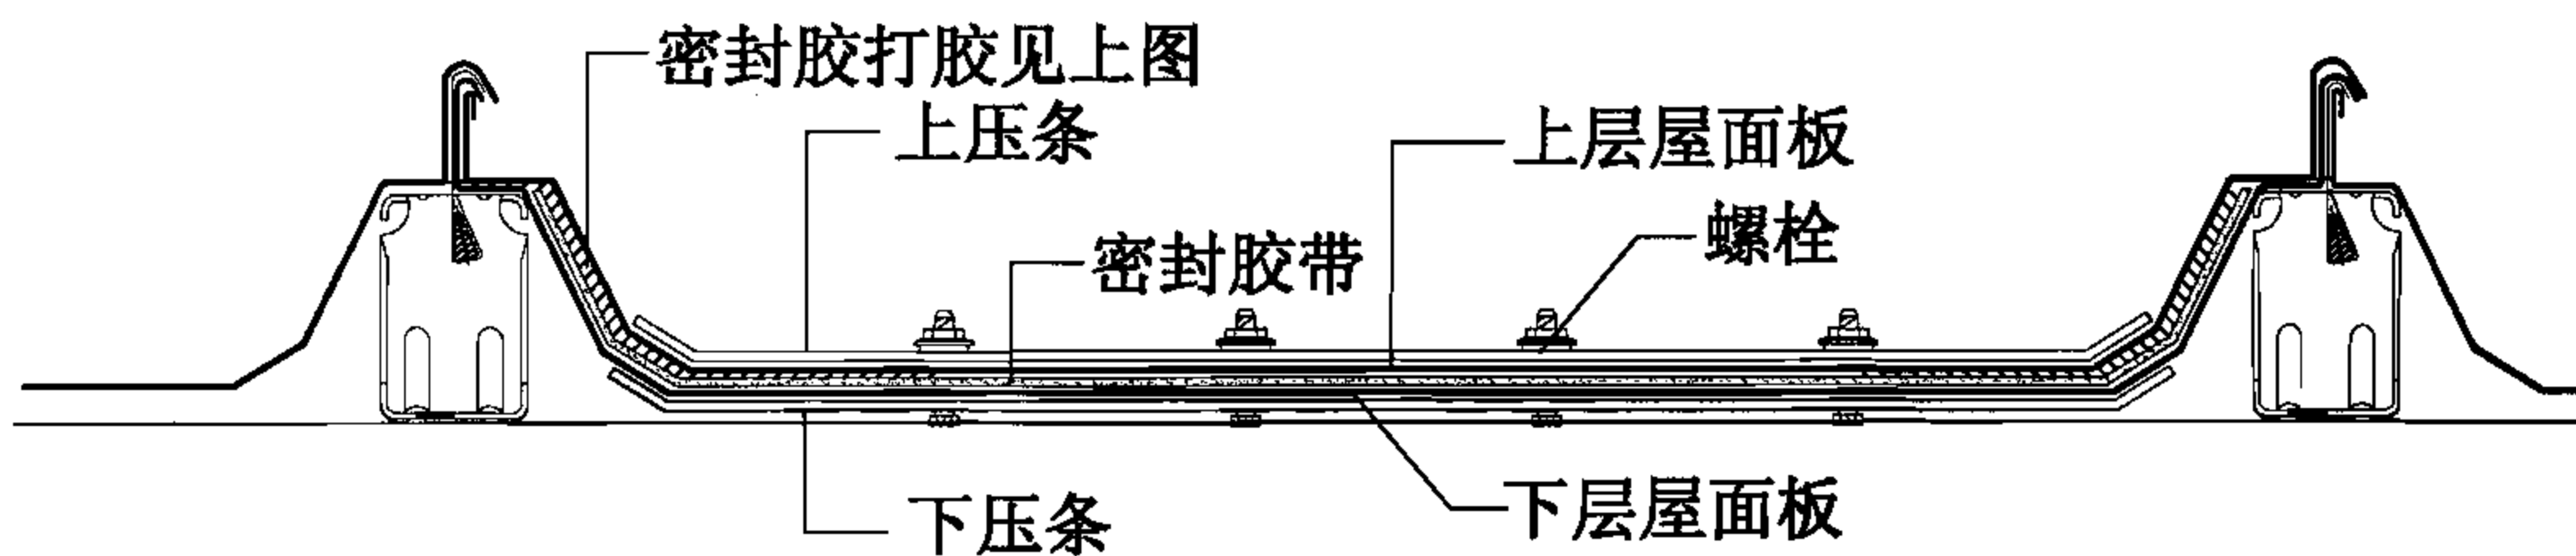 密封胶打胶见上图
上压条
上层屋面板
螺栓
密封胶带
下压条
下层屋面板